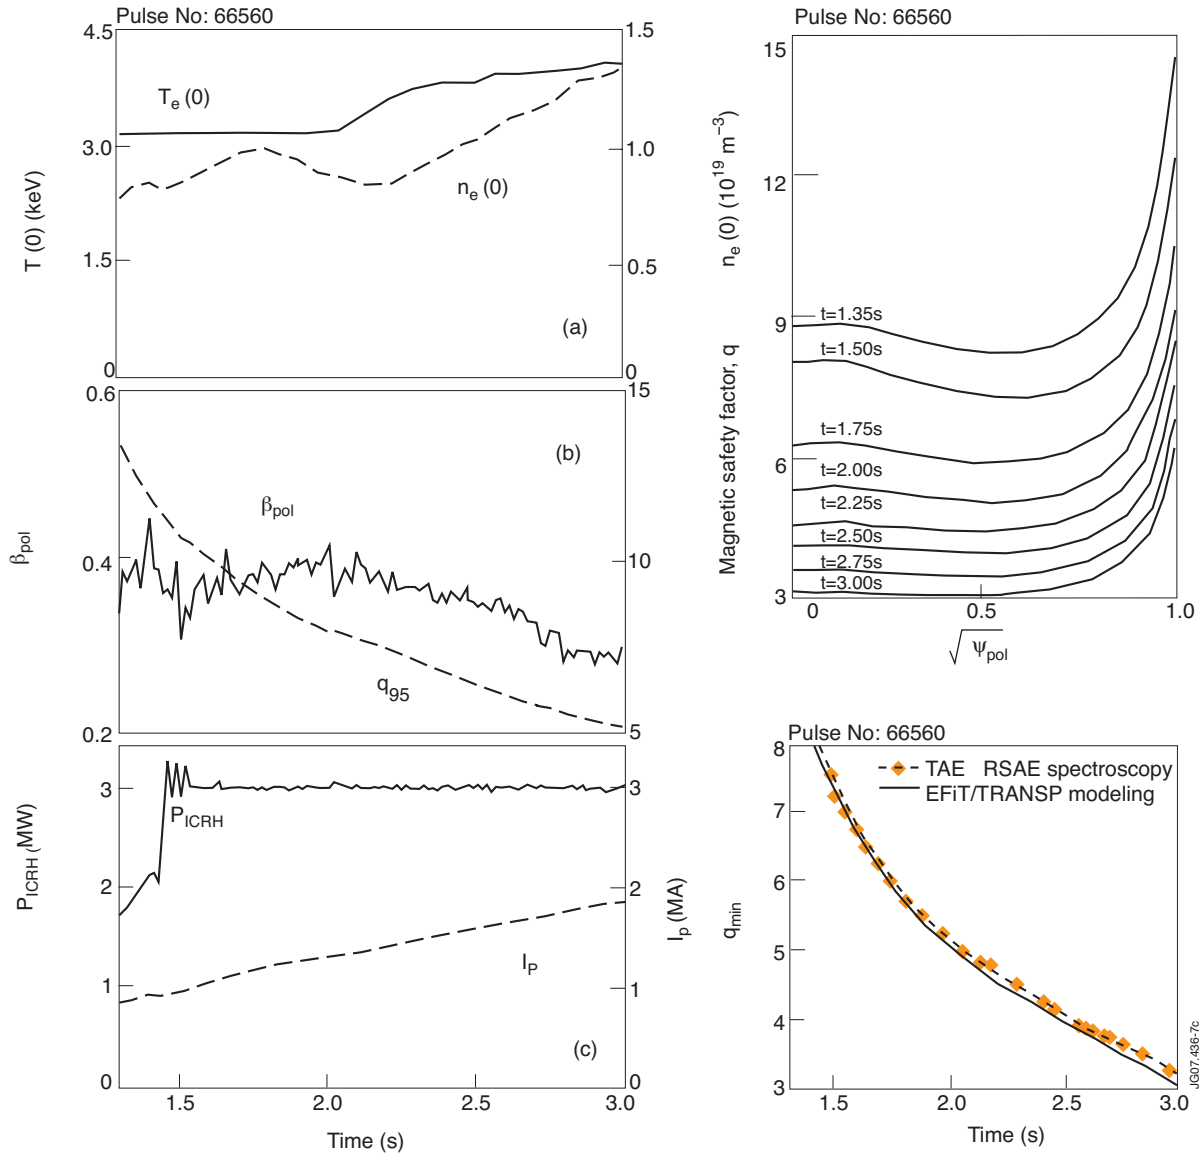 Pulse No: 66560
4.5
3.0
1.5
0
T (0) (keV)
1.5
1.0
0.5
0
n_e (0) (10^19 m^−3)
T_e (0)
n_e (0)
(a)
0.6
0.4
0.2
β_pol
15
10
5
Magnetic safety factor, q
(b)
β_pol
q_95
3
2
1
0
P_ICRH (MW)
3
2
1
0
I_p (MA)
P_ICRH
I_P
(c)
1.5
2.0
2.5
3.0
Time (s)
Pulse No: 66560
15
12
9
6
3
t=1.35s
t=1.50s
t=1.75s
t=2.00s
t=2.25s
t=2.50s
t=2.75s
t=3.00s
0
0.5
1.0
√ψ_pol
Pulse No: 66560
8
7
6
5
4
3
q_min
TAE RSAE spectroscopy
EFiT/TRANSP modeling
1.5
2.0
2.5
3.0
Time (s)
JG07.436-7c